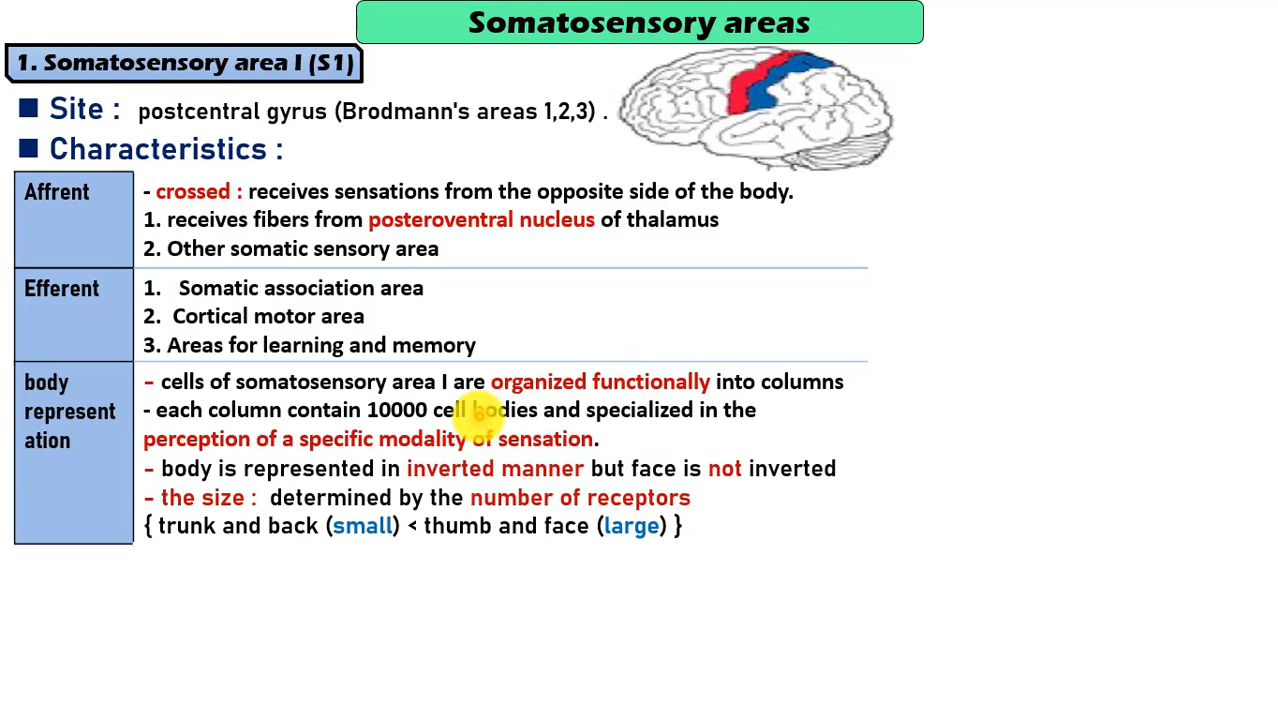 Somatosensory areas
1. Somatosensory area I (S1)
■ Site : postcentral gyrus (Brodmann's areas 1,2,3) .
■ Characteristics :
Affrent
- crossed : receives sensations from the opposite side of the body.
1. receives fibers from posteroventral nucleus of thalamus
2. Other somatic sensory area
Efferent
1. Somatic association area
2. Cortical motor area
3. Areas for learning and memory
body
represent
ation
- cells of somatosensory area I are organized functionally into columns
- each column contain 10000 cell bodies and specialized in the
perception of a specific modality of sensation.
- body is represented in inverted manner but face is not inverted
- the size : determined by the number of receptors
{ trunk and back (small) < thumb and face (large) }